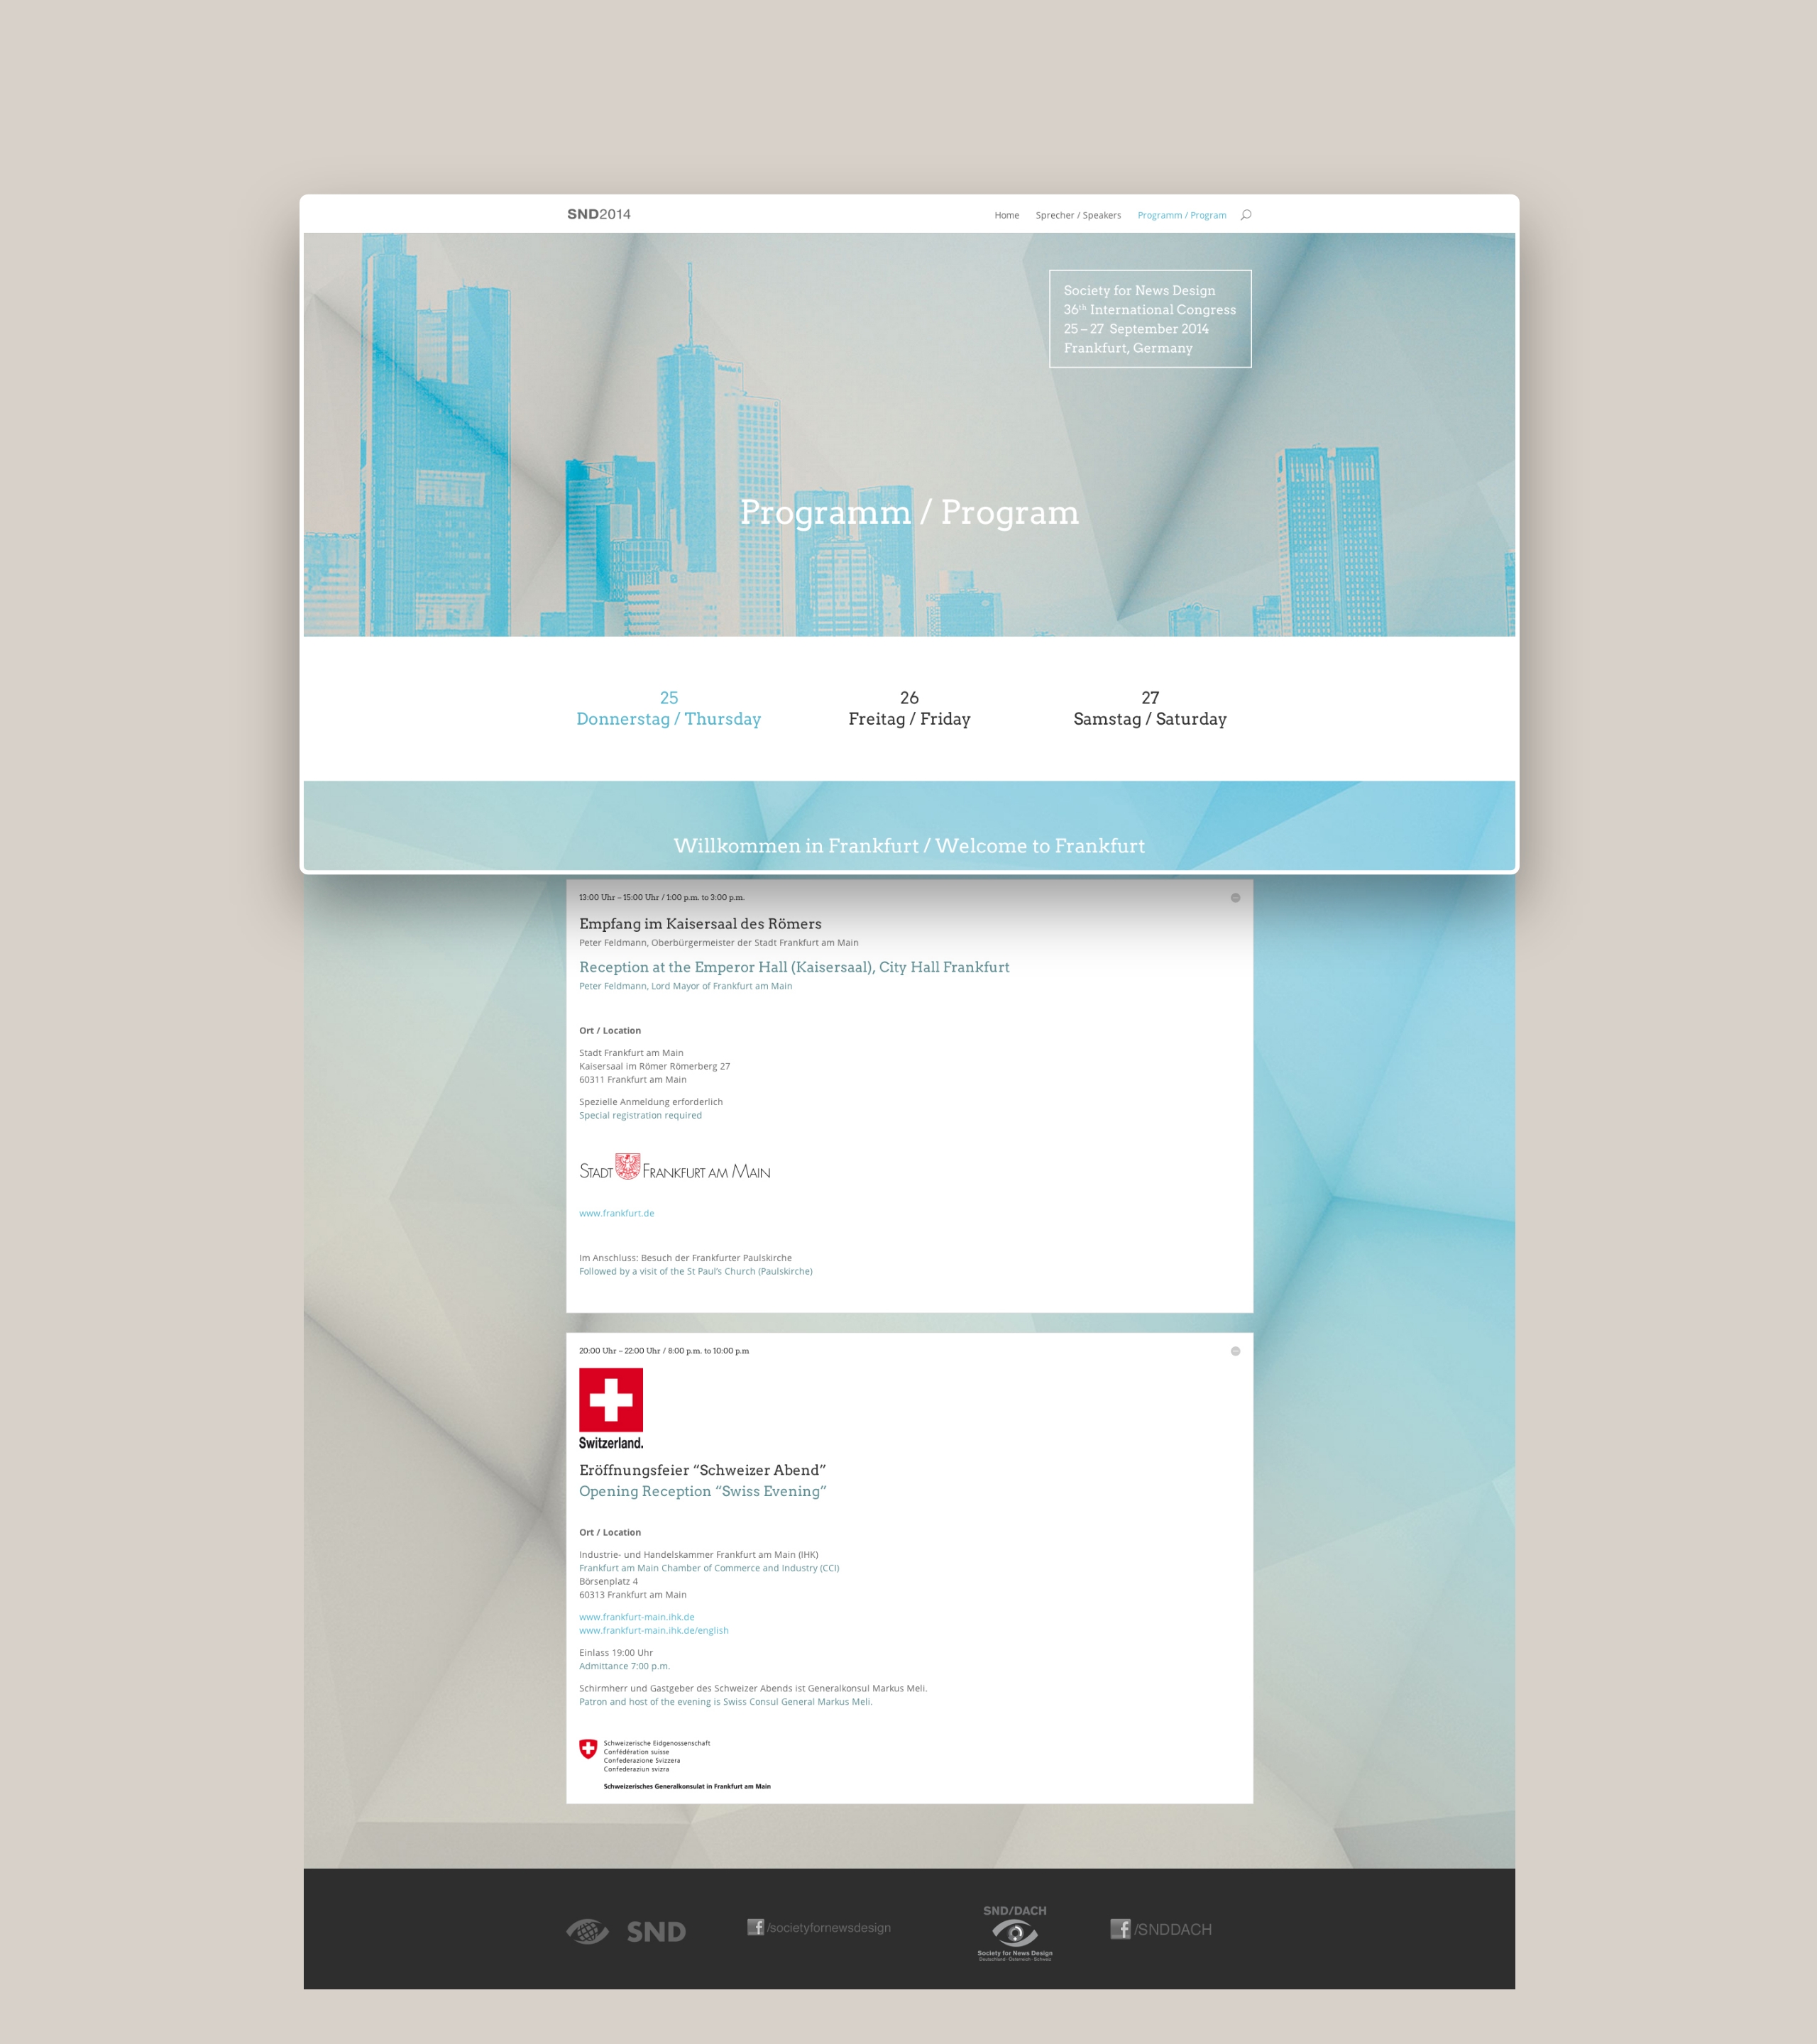 SND2014
Home Sprecher / Speakers Programm / Program
Society for News Design
36th International Congress
25 – 27 September 2014
Frankfurt, Germany
Programm / Program
25
Donnerstag / Thursday
26
Freitag / Friday
27
Samstag / Saturday
Willkommen in Frankfurt / Welcome to Frankfurt
13:00 Uhr – 15:00 Uhr / 1:00 p.m. to 3:00 p.m.
Empfang im Kaisersaal des Römers
Peter Feldmann, Oberbürgermeister der Stadt Frankfurt am Main
Reception at the Emperor Hall (Kaisersaal), City Hall Frankfurt
Peter Feldmann, Lord Mayor of Frankfurt am Main
Ort / Location
Stadt Frankfurt am Main
Kaisersaal im Römer Römerberg 27
60311 Frankfurt am Main
Spezielle Anmeldung erforderlich
Special registration required
STADT FRANKFURT AM MAIN
www.frankfurt.de
Im Anschluss: Besuch der Frankfurter Paulskirche
Followed by a visit of the St Paul’s Church (Paulskirche)
20:00 Uhr – 22:00 Uhr / 8:00 p.m. to 10:00 p.m
Switzerland.
Eröffnungsfeier “Schweizer Abend”
Opening Reception “Swiss Evening”
Ort / Location
Industrie- und Handelskammer Frankfurt am Main (IHK)
Frankfurt am Main Chamber of Commerce and Industry (CCI)
Börsenplatz 4
60313 Frankfurt am Main
www.frankfurt-main.ihk.de
www.frankfurt-main.ihk.de/english
Einlass 19:00 Uhr
Admittance 7:00 p.m.
Schirmherr und Gastgeber des Schweizer Abends ist Generalkonsul Markus Meli.
Patron and host of the evening is Swiss Consul General Markus Meli.
Schweizerische Eidgenossenschaft
Confédération suisse
Confederazione Svizzera
Confederaziun svizra
Schweizerisches Generalkonsulat in Frankfurt am Main
SND
/societyfornewsdesign
SND/DACH
Society for News Design
Deutschland · Österreich · Schweiz
/SNDDACH